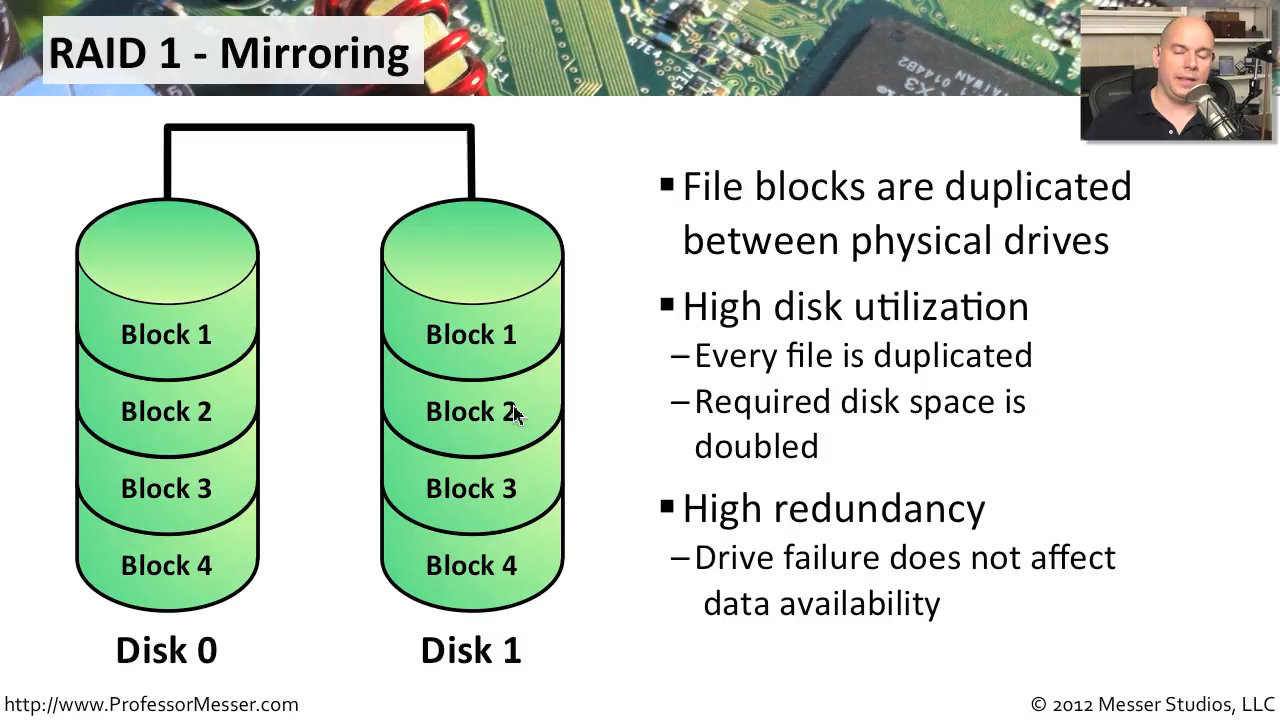 RAID 1 - Mirroring
File blocks are duplicated
between physical drives
High disk utilization
–Every file is duplicated
–Required disk space is
doubled
High redundancy
–Drive failure does not affect
data availability
Block 1
Block 2
Block 3
Block 4
Disk 0
Block 1
Block 2
Block 3
Block 4
Disk 1
http://www.ProfessorMesser.com
© 2012 Messer Studios, LLC
TAIWAN 0144B2